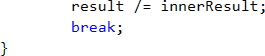 result /= innerResult;
break;
}